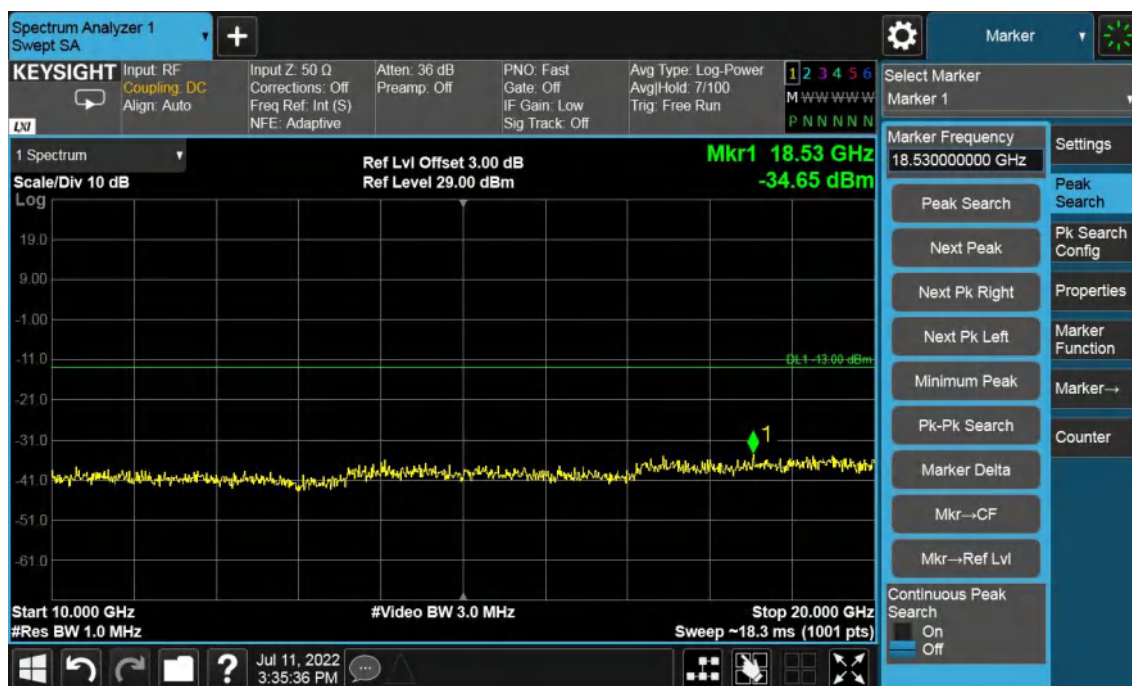 Spectrum Analyzer 1
Swept SA
Marker
KEYSIGHT
LXI
Input: RF
Coupling: DC
Align: Auto
Input Z: 50 Ω
Corrections: Off
Freq Ref: Int (S)
NFE: Adaptive
Atten: 36 dB
Preamp: Off
PNO: Fast
Gate: Off
IF Gain: Low
Sig Track: Off
Avg Type: Log-Power
Avg|Hold: 7/100
Trig: Free Run
1 2 3 4 5 6
M W W W W W
P N N N N N
Select Marker
Marker 1
1 Spectrum
Scale/Div 10 dB
Log
Ref Lvl Offset 3.00 dB
Ref Level 29.00 dBm
Mkr1 18.53 GHz
-34.65 dBm
19.0
9.00
-1.00
-11.0
-21.0
-31.0
-41.0
-51.0
-61.0
DL1 -13.00 dBm
1
Start 10.000 GHz
#Res BW 1.0 MHz
#Video BW 3.0 MHz
Stop 20.000 GHz
Sweep ~18.3 ms (1001 pts)
Marker Frequency
18.530000000 GHz
Peak Search
Next Peak
Next Pk Right
Next Pk Left
Minimum Peak
Pk-Pk Search
Marker Delta
Mkr→CF
Mkr→Ref Lvl
Continuous Peak
Search
On
Off
Settings
Peak
Search
Pk Search
Config
Properties
Marker
Function
Marker→
Counter
Jul 11, 2022
3:35:36 PM